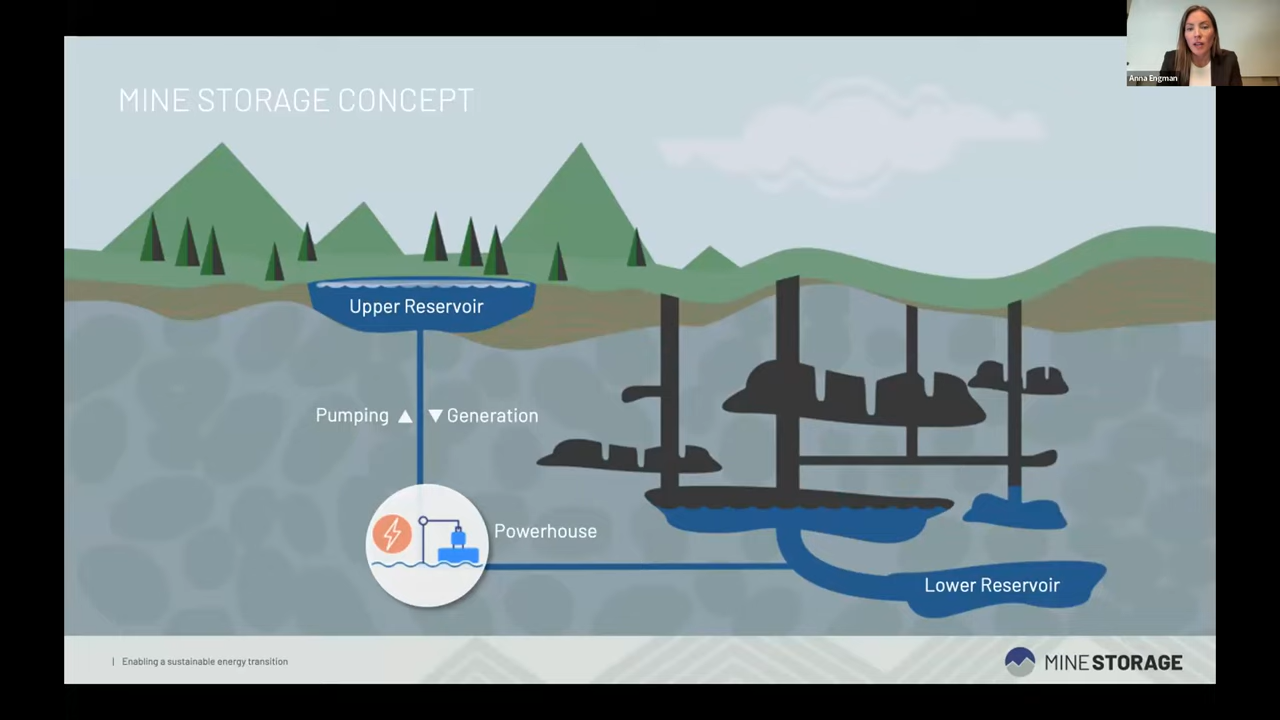 Anna Engman
MINE STORAGE CONCEPT
Upper Reservoir
Pumping ▲ ▼ Generation
Powerhouse
Lower Reservoir
| Enabling a sustainable energy transition
MINE STORAGE